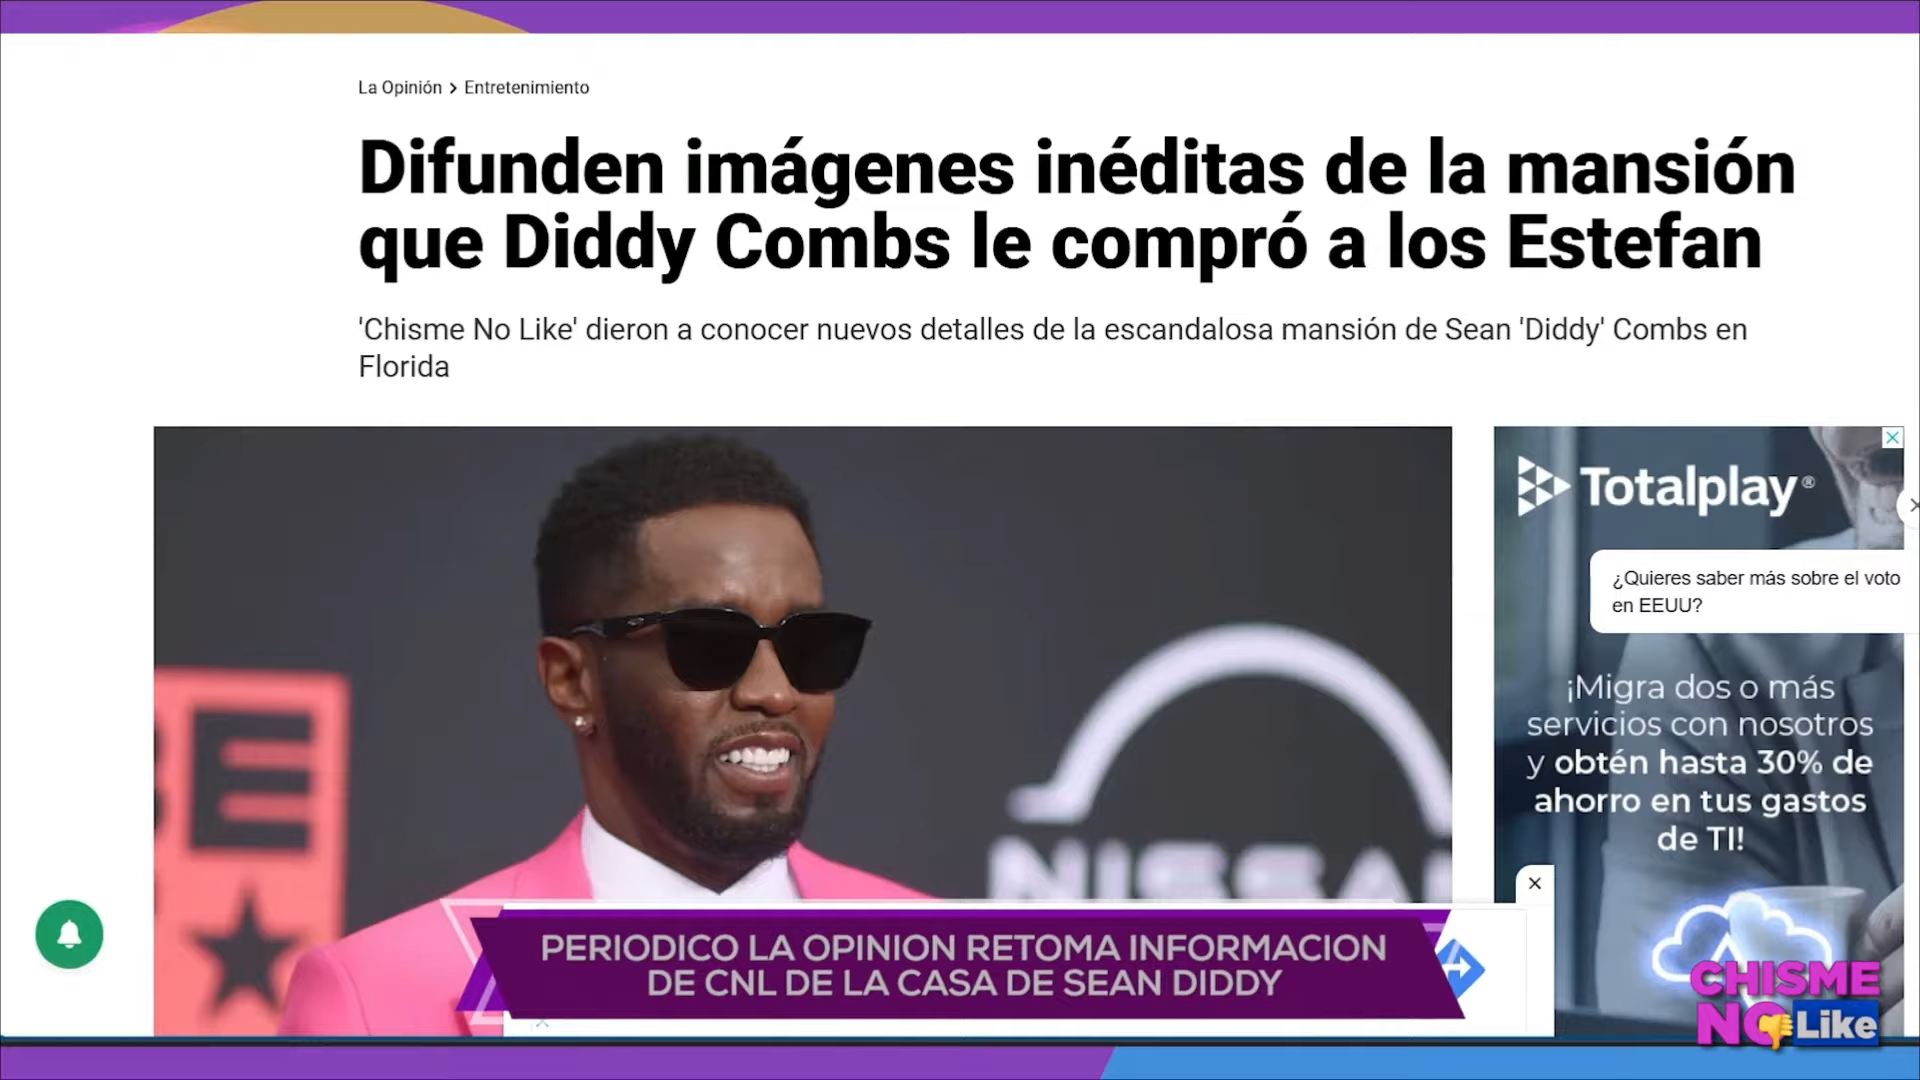 La Opinión > Entretenimiento
Difunden imágenes inéditas de la mansión
que Diddy Combs le compró a los Estefan
'Chisme No Like' dieron a conocer nuevos detalles de la escandalosa mansión de Sean 'Diddy' Combs en
Florida
E
NISSAN
Totalplay®
¿Quieres saber más sobre el voto
en EEUU?
¡Migra dos o más
servicios con nosotros
y obtén hasta 30% de
ahorro en tus gastos
de TI!
PERIODICO LA OPINION RETOMA INFORMACION
DE CNL DE LA CASA DE SEAN DIDDY
CHISME
NO Like